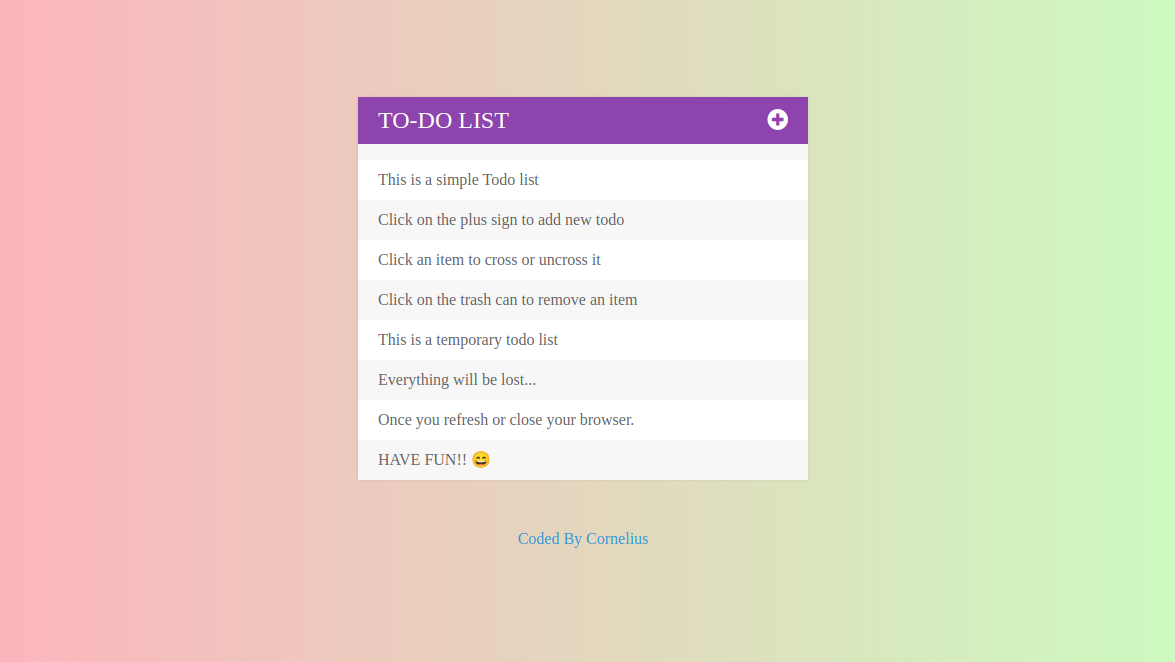 TO-DO LIST
This is a simple Todo list
Click on the plus sign to add new todo
Click an item to cross or uncross it
Click on the trash can to remove an item
This is a temporary todo list
Everything will be lost...
Once you refresh or close your browser.
HAVE FUN!! 😄
Coded By Cornelius